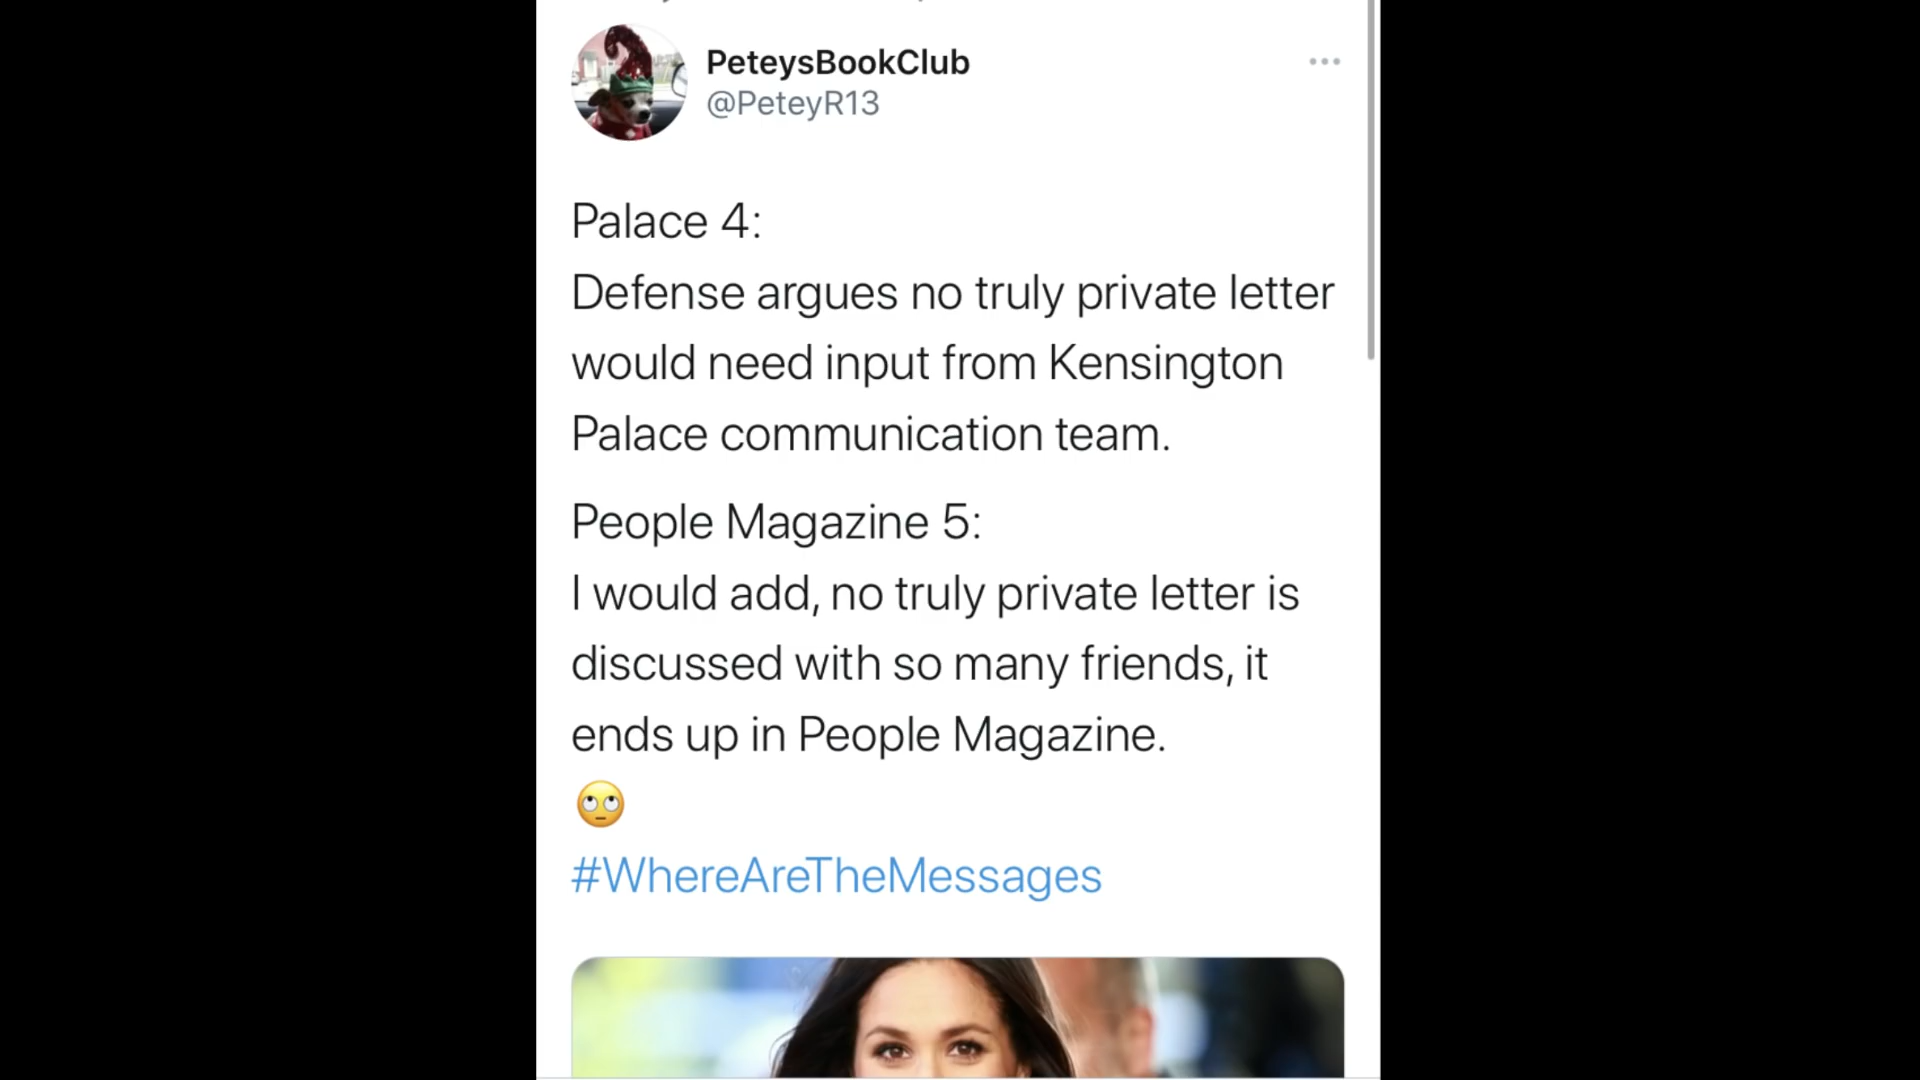 PeteysBookClub
@PeteyR13
Palace 4:
Defense argues no truly private letter
would need input from Kensington
Palace communication team.
People Magazine 5:
I would add, no truly private letter is
discussed with so many friends, it
ends up in People Magazine.
🙄
#WhereAreTheMessages